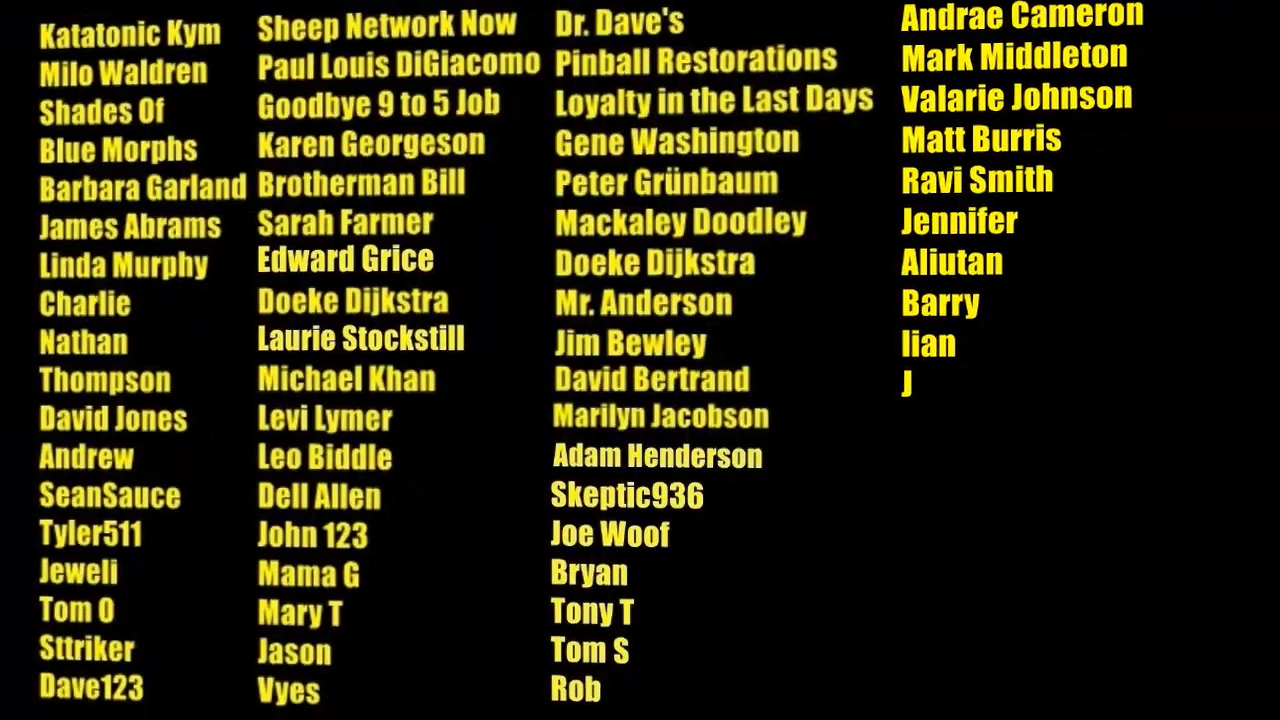 Katatonic Kym
Milo Waldren
Shades Of
Blue Morphs
Barbara Garland
James Abrams
Linda Murphy
Charlie
Nathan
Thompson
David Jones
Andrew
SeanSauce
Tyler511
Jeweli
Tom O
Sttriker
Dave123
Sheep Network Now
Paul Louis DiGiacomo
Goodbye 9 to 5 Job
Karen Georgeson
Brotherman Bill
Sarah Farmer
Edward Grice
Doeke Dijkstra
Laurie Stockstill
Michael Khan
Levi Lymer
Leo Biddle
Dell Allen
John 123
Mama G
Mary T
Jason
Vyes
Dr. Dave's
Pinball Restorations
Loyalty in the Last Days
Gene Washington
Peter Grünbaum
Mackaley Doodley
Doeke Dijkstra
Mr. Anderson
Jim Bewley
David Bertrand
Marilyn Jacobson
Adam Henderson
Skeptic936
Joe Woof
Bryan
Tony T
Tom S
Rob
Andrae Cameron
Mark Middleton
Valarie Johnson
Matt Burris
Ravi Smith
Jennifer
Aliutan
Barry
lian
J